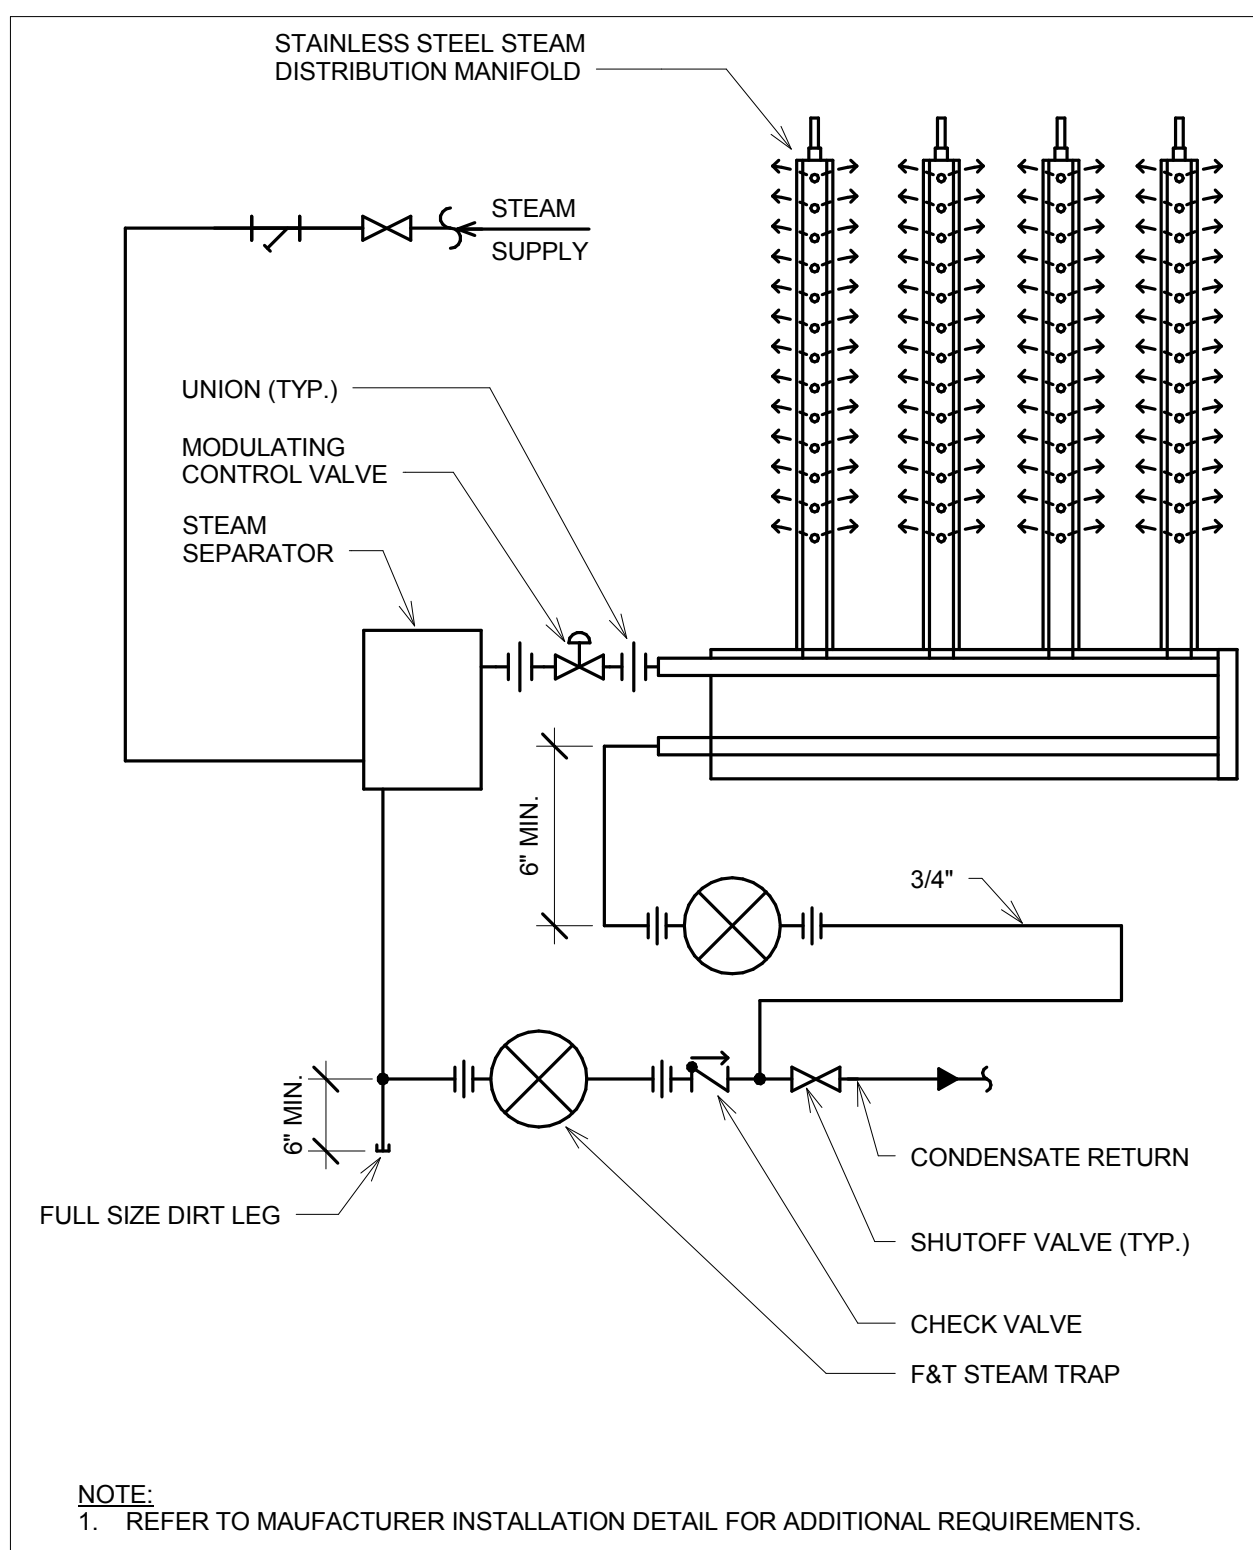 STAINLESS STEEL STEAM
DISTRIBUTION MANIFOLD
STEAM
SUPPLY
UNION (TYP.)
MODULATING
CONTROL VALVE
STEAM
SEPARATOR
6" MIN.
3/4"
6" MIN.
CONDENSATE RETURN
FULL SIZE DIRT LEG
SHUTOFF VALVE (TYP.)
CHECK VALVE
F&T STEAM TRAP
NOTE:
1. REFER TO MAUFACTURER INSTALLATION DETAIL FOR ADDITIONAL REQUIREMENTS.